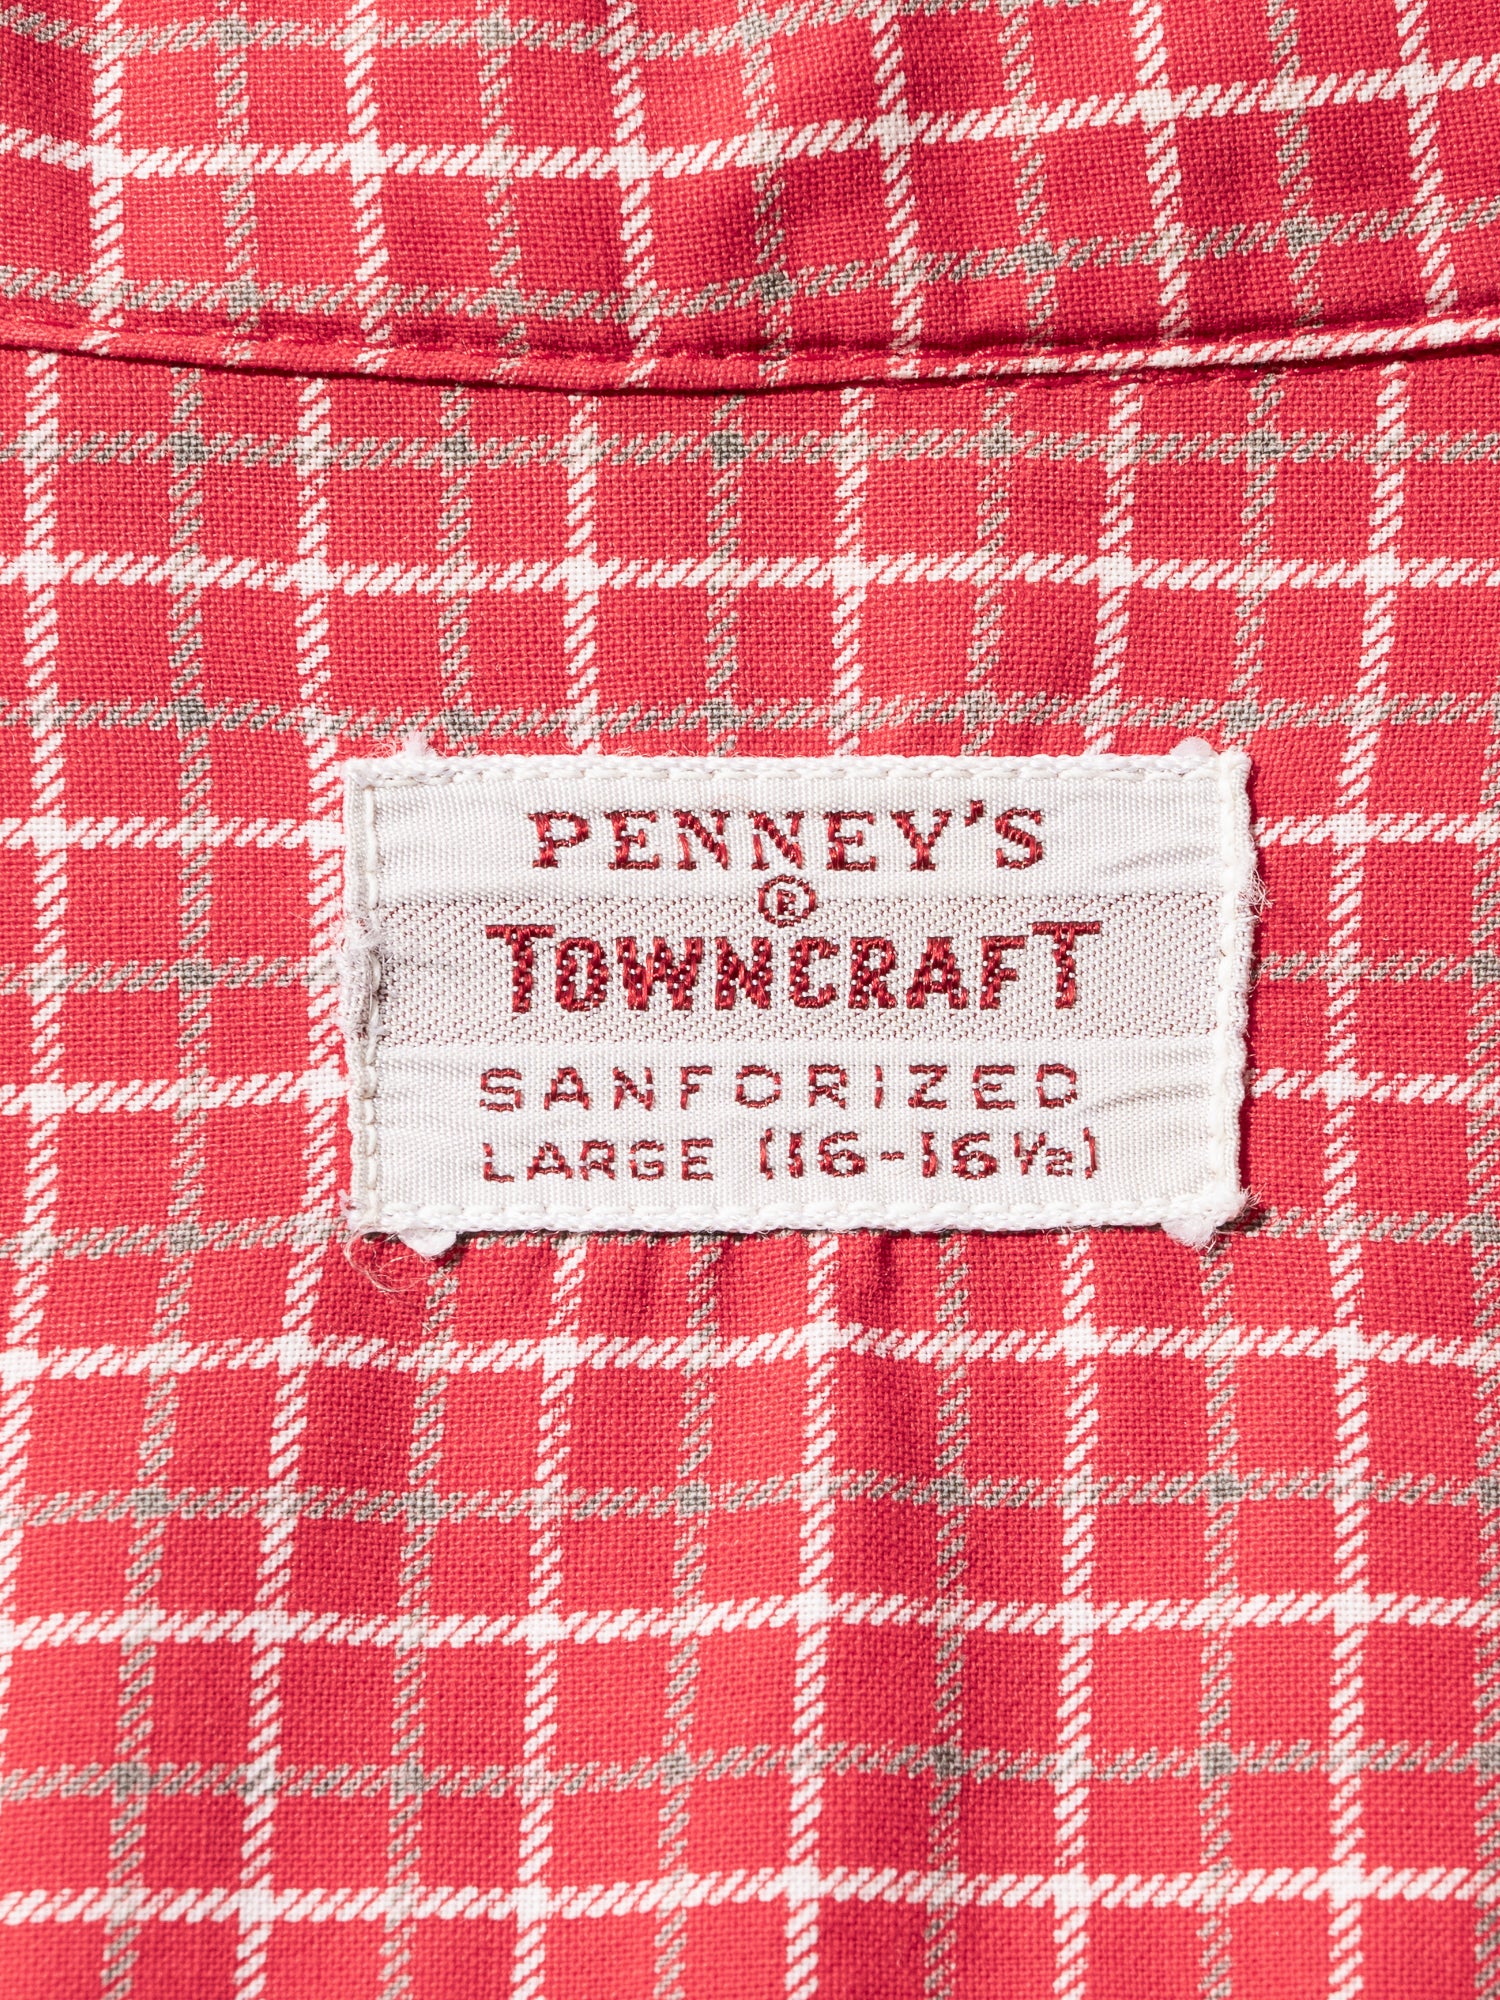 PENNEY'S
®
TOWNCRAFT
SANFORIZED
LARGE (16-16½)